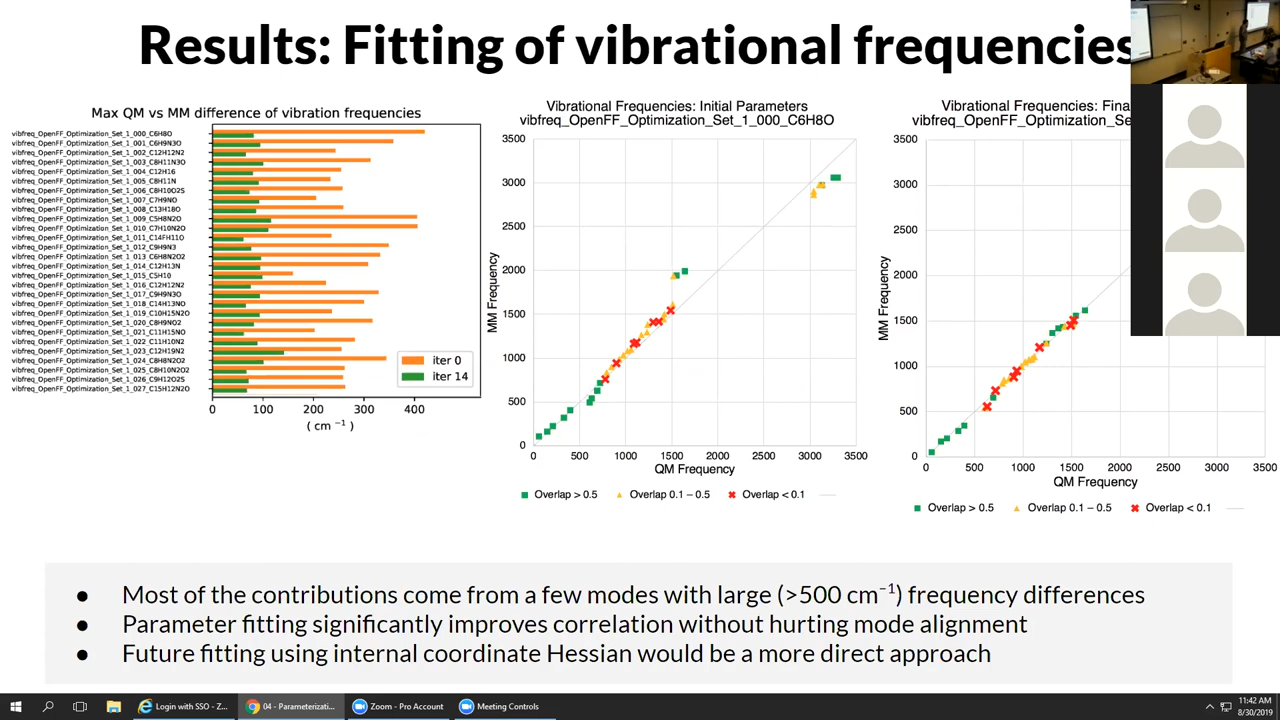 Results: Fitting of vibrational frequencies
Max QM vs MM difference of vibration frequencies
vibfreq_OpenFF_Optimization_Set_1_000_C6H8O
vibfreq_OpenFF_Optimization_Set_1_001_C6H9N3O
vibfreq_OpenFF_Optimization_Set_1_002_C12H12N2
vibfreq_OpenFF_Optimization_Set_1_003_C8H11N3O
vibfreq_OpenFF_Optimization_Set_1_004_C12H16
vibfreq_OpenFF_Optimization_Set_1_005_C8H11N
vibfreq_OpenFF_Optimization_Set_1_006_C8H10O2S
vibfreq_OpenFF_Optimization_Set_1_007_C7H9NO
vibfreq_OpenFF_Optimization_Set_1_008_C13H18O
vibfreq_OpenFF_Optimization_Set_1_009_C5H8N2O
vibfreq_OpenFF_Optimization_Set_1_010_C7H10N2O
vibfreq_OpenFF_Optimization_Set_1_011_C14FH11O
vibfreq_OpenFF_Optimization_Set_1_012_C9H9N3
vibfreq_OpenFF_Optimization_Set_1_013_C6H8N2O2
vibfreq_OpenFF_Optimization_Set_1_014_C12H13N
vibfreq_OpenFF_Optimization_Set_1_015_C5H10
vibfreq_OpenFF_Optimization_Set_1_016_C12H12N2
vibfreq_OpenFF_Optimization_Set_1_017_C9H9N3O
vibfreq_OpenFF_Optimization_Set_1_018_C14H13NO
vibfreq_OpenFF_Optimization_Set_1_019_C10H15N2O
vibfreq_OpenFF_Optimization_Set_1_020_C8H9NO2
vibfreq_OpenFF_Optimization_Set_1_021_C11H15NO
vibfreq_OpenFF_Optimization_Set_1_022_C11H10N2
vibfreq_OpenFF_Optimization_Set_1_023_C12H19N2
vibfreq_OpenFF_Optimization_Set_1_024_C8H8N2O2
vibfreq_OpenFF_Optimization_Set_1_025_C8H10N2O2
vibfreq_OpenFF_Optimization_Set_1_026_C9H12O2S
vibfreq_OpenFF_Optimization_Set_1_027_C15H12N2O
iter 0
iter 14
0 100 200 300 400
( cm ⁻¹ )
Vibrational Frequencies: Initial Parameters
vibfreq_OpenFF_Optimization_Set_1_000_C6H8O
3500
3000
2500
2000
1500
1000
500
0
MM Frequency
0 500 1000 1500 2000 2500 3000 3500
QM Frequency
Overlap > 0.5 Overlap 0.1 – 0.5 Overlap < 0.1
Vibrational Frequencies: Fina
vibfreq_OpenFF_Optimization_Se
3500
3000
2500
2000
1500
1000
500
0
MM Frequency
0 500 1000 1500 2000 2500 3000 3500
QM Frequency
Overlap > 0.5 Overlap 0.1 – 0.5 Overlap < 0.1
● Most of the contributions come from a few modes with large (>500 cm⁻¹) frequency differences
● Parameter fitting significantly improves correlation without hurting mode alignment
● Future fitting using internal coordinate Hessian would be a more direct approach
Login with SSO - Z... 04 - Parameterizati... Zoom - Pro Account Meeting Controls
11:42 AM
8/30/2019